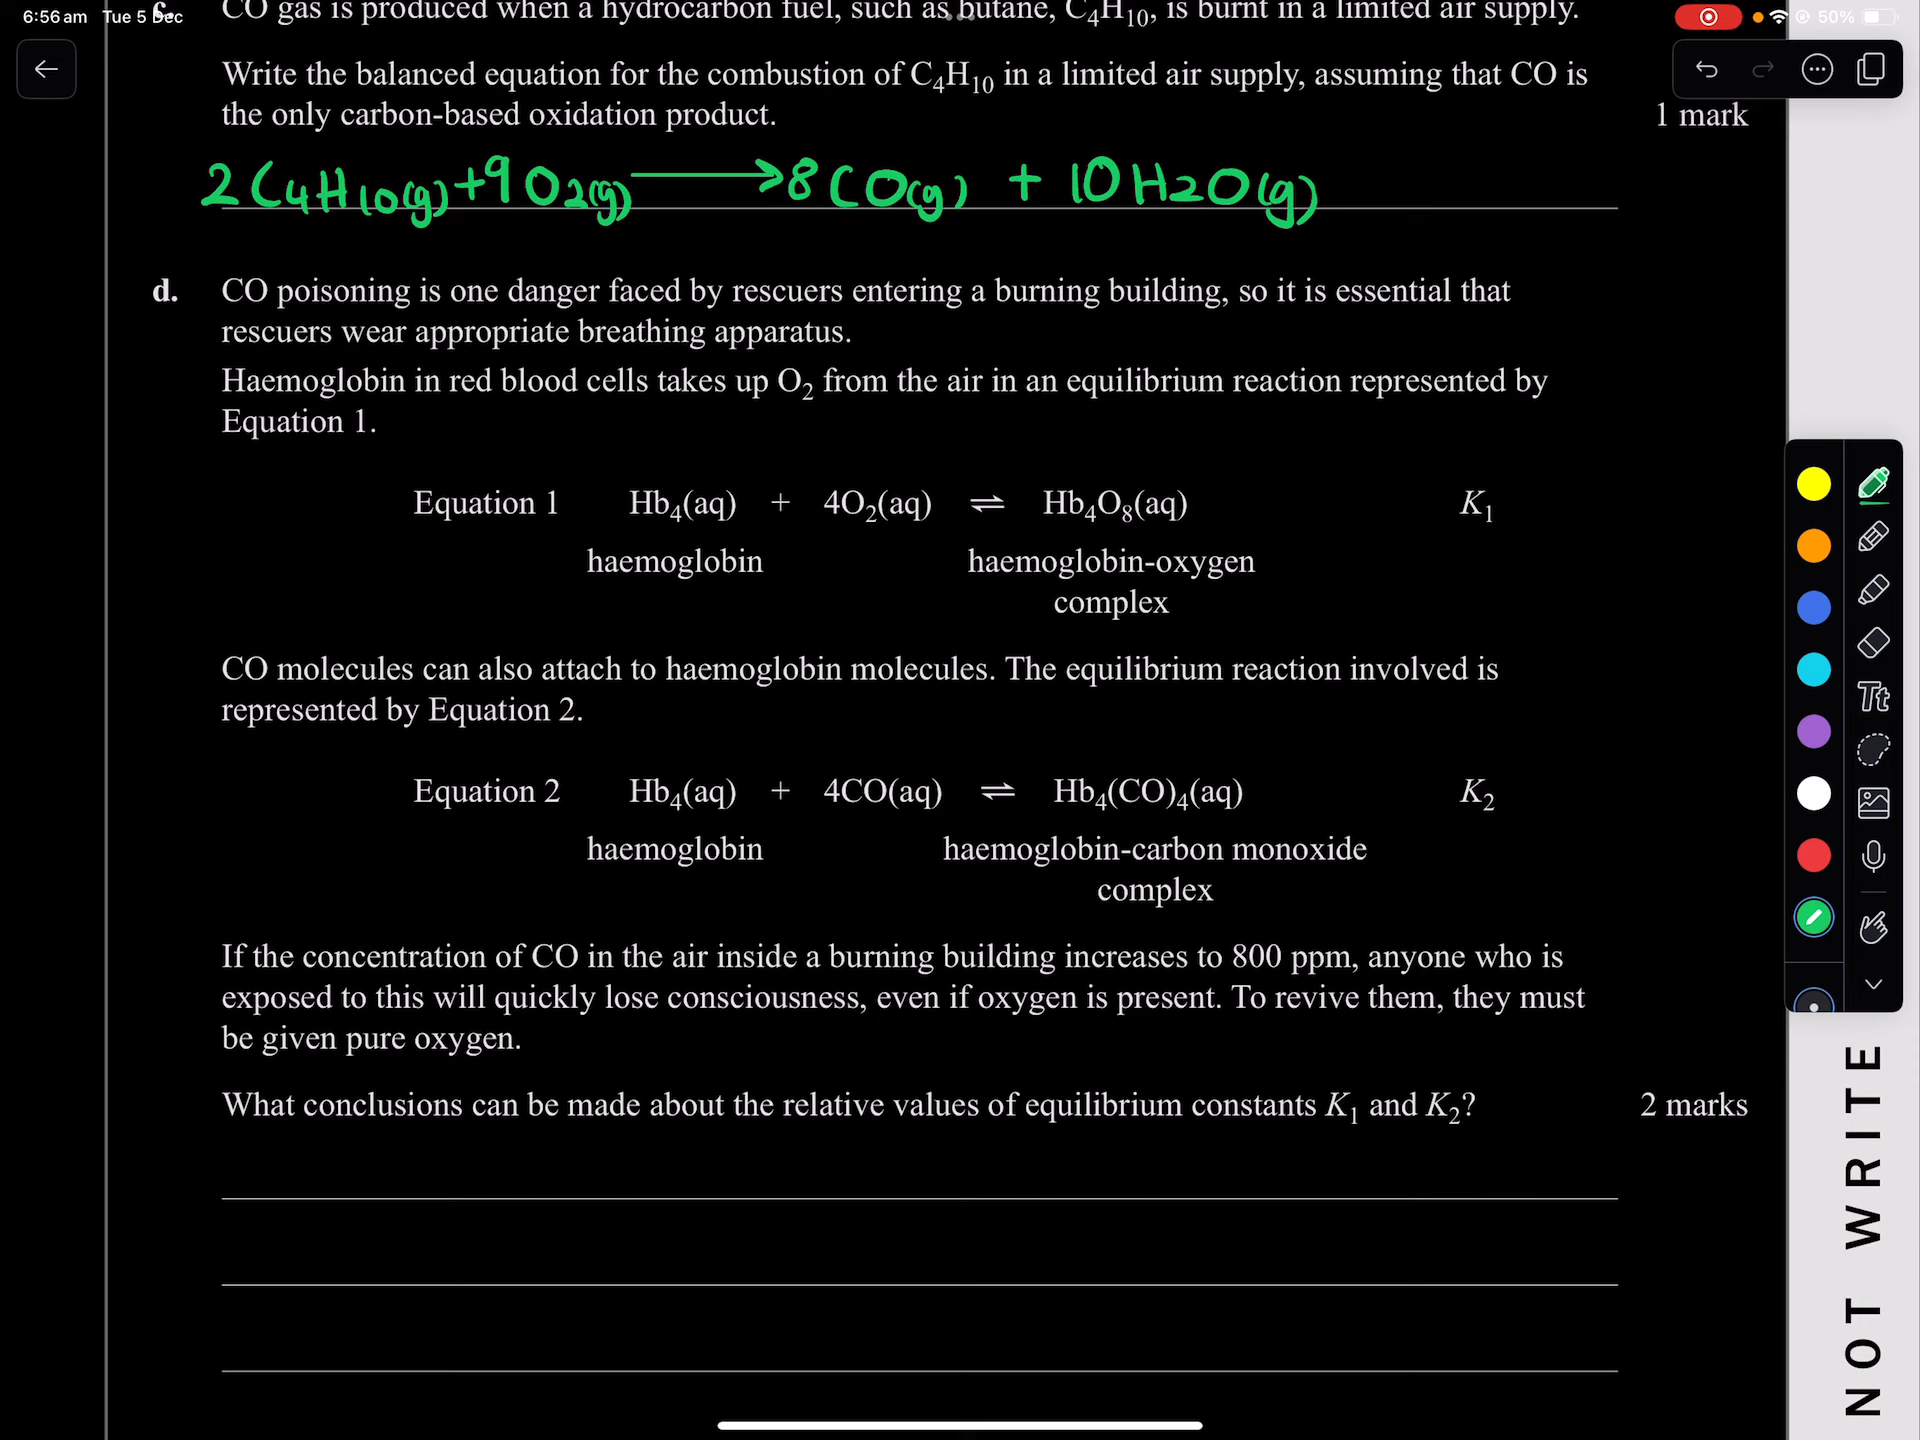 6:56 am Tue 5 Dec
50%
c. CO gas is produced when a hydrocarbon fuel, such as butane, C₄H₁₀, is burnt in a limited air supply.
Write the balanced equation for the combustion of C₄H₁₀ in a limited air supply, assuming that CO is
the only carbon-based oxidation product. 1 mark
2C4H10(g) + 9O2(g) ⟶ 8CO(g) + 10H2O(g)
d. CO poisoning is one danger faced by rescuers entering a burning building, so it is essential that
rescuers wear appropriate breathing apparatus.
Haemoglobin in red blood cells takes up O₂ from the air in an equilibrium reaction represented by
Equation 1.
Equation 1 Hb₄(aq) + 4O₂(aq) ⇌ Hb₄O₈(aq) K₁
haemoglobin haemoglobin-oxygen
complex
CO molecules can also attach to haemoglobin molecules. The equilibrium reaction involved is
represented by Equation 2.
Equation 2 Hb₄(aq) + 4CO(aq) ⇌ Hb₄(CO)₄(aq) K₂
haemoglobin haemoglobin-carbon monoxide
complex
If the concentration of CO in the air inside a burning building increases to 800 ppm, anyone who is
exposed to this will quickly lose consciousness, even if oxygen is present. To revive them, they must
be given pure oxygen.
What conclusions can be made about the relative values of equilibrium constants K₁ and K₂? 2 marks
Tt
NOT WRITE